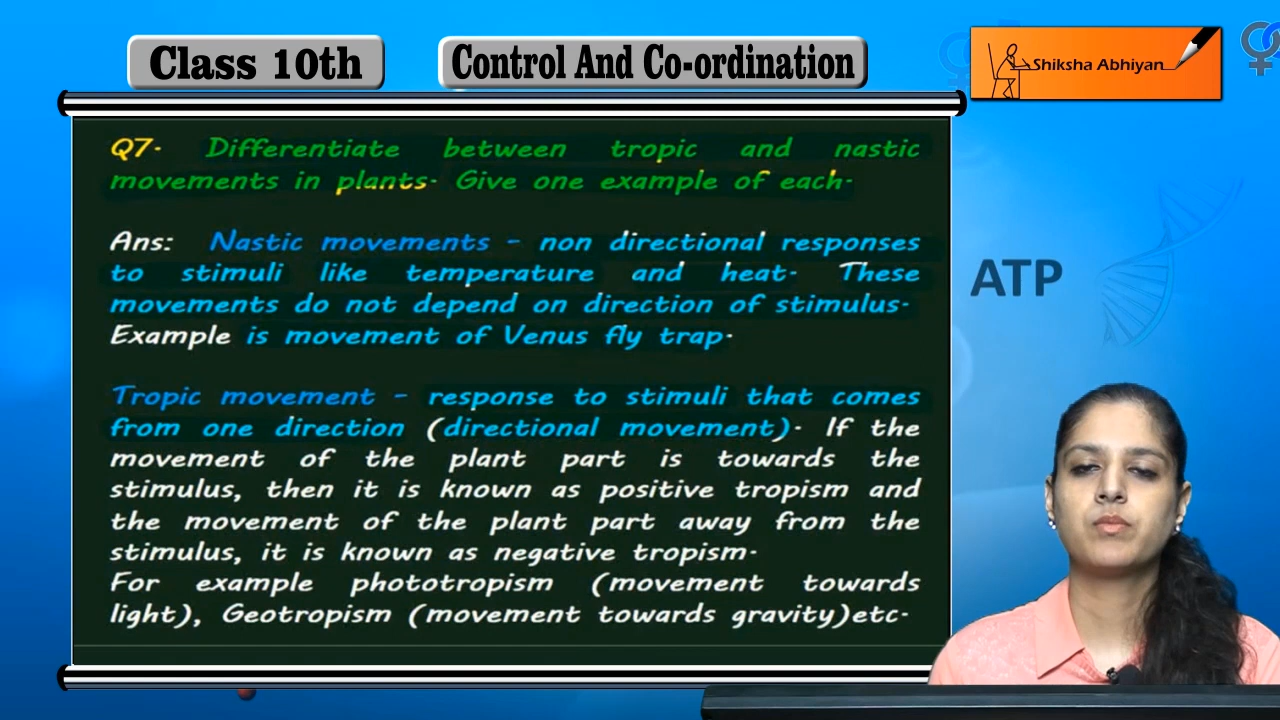 Class 10th
Control And Co-ordination
Shiksha Abhiyan
Q7. Differentiate between tropic and nastic
movements in plants. Give one example of each.
Ans: Nastic movements - non directional responses
to stimuli like temperature and heat. These
movements do not depend on direction of stimulus.
Example is movement of Venus fly trap.
Tropic movement - response to stimuli that comes
from one direction (directional movement). If the
movement of the plant part is towards the
stimulus, then it is known as positive tropism and
the movement of the plant part away from the
stimulus, it is known as negative tropism.
For example phototropism (movement towards
light), Geotropism (movement towards gravity)etc.
ATP